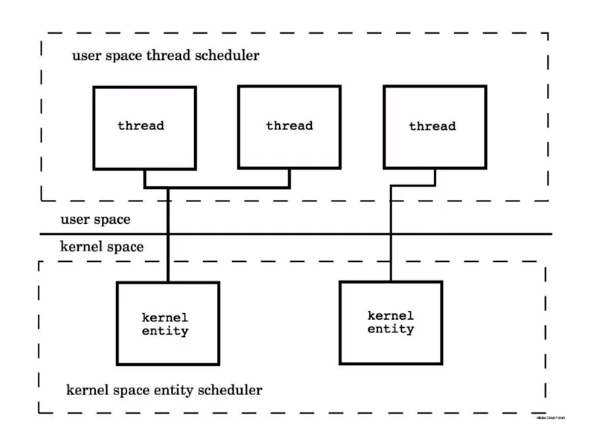 user space thread scheduler
thread
thread
thread
user space
kernel space
kernel
entity
kernel
entity
kernel space entity scheduler